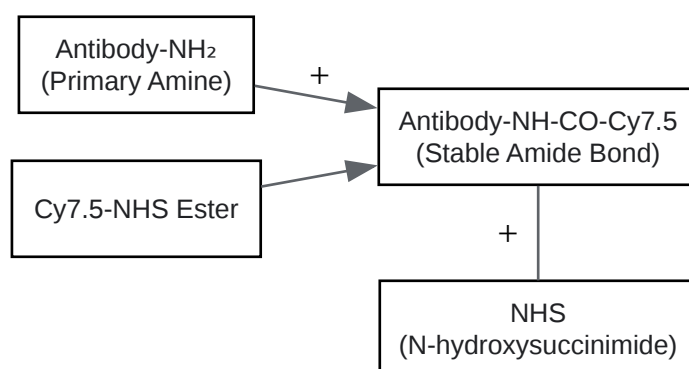 Antibody-NH₂
(Primary Amine)
+
Antibody-NH-CO-Cy7.5
(Stable Amide Bond)
Cy7.5-NHS Ester
+
NHS
(N-hydroxysuccinimide)